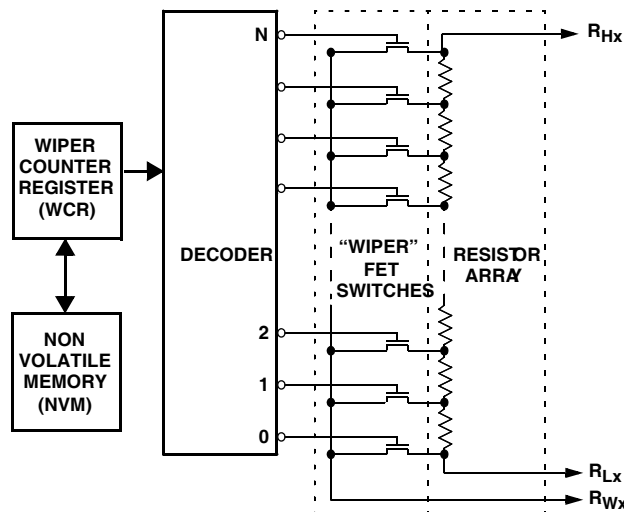 N
R_Hx
WIPER
COUNTER
REGISTER
(WCR)
DECODER
“WIPER”
FET
SWITCHES
RESISTOR
ARRAY
NON
VOLATILE
MEMORY
(NVM)
2
1
0
R_Lx
R_Wx